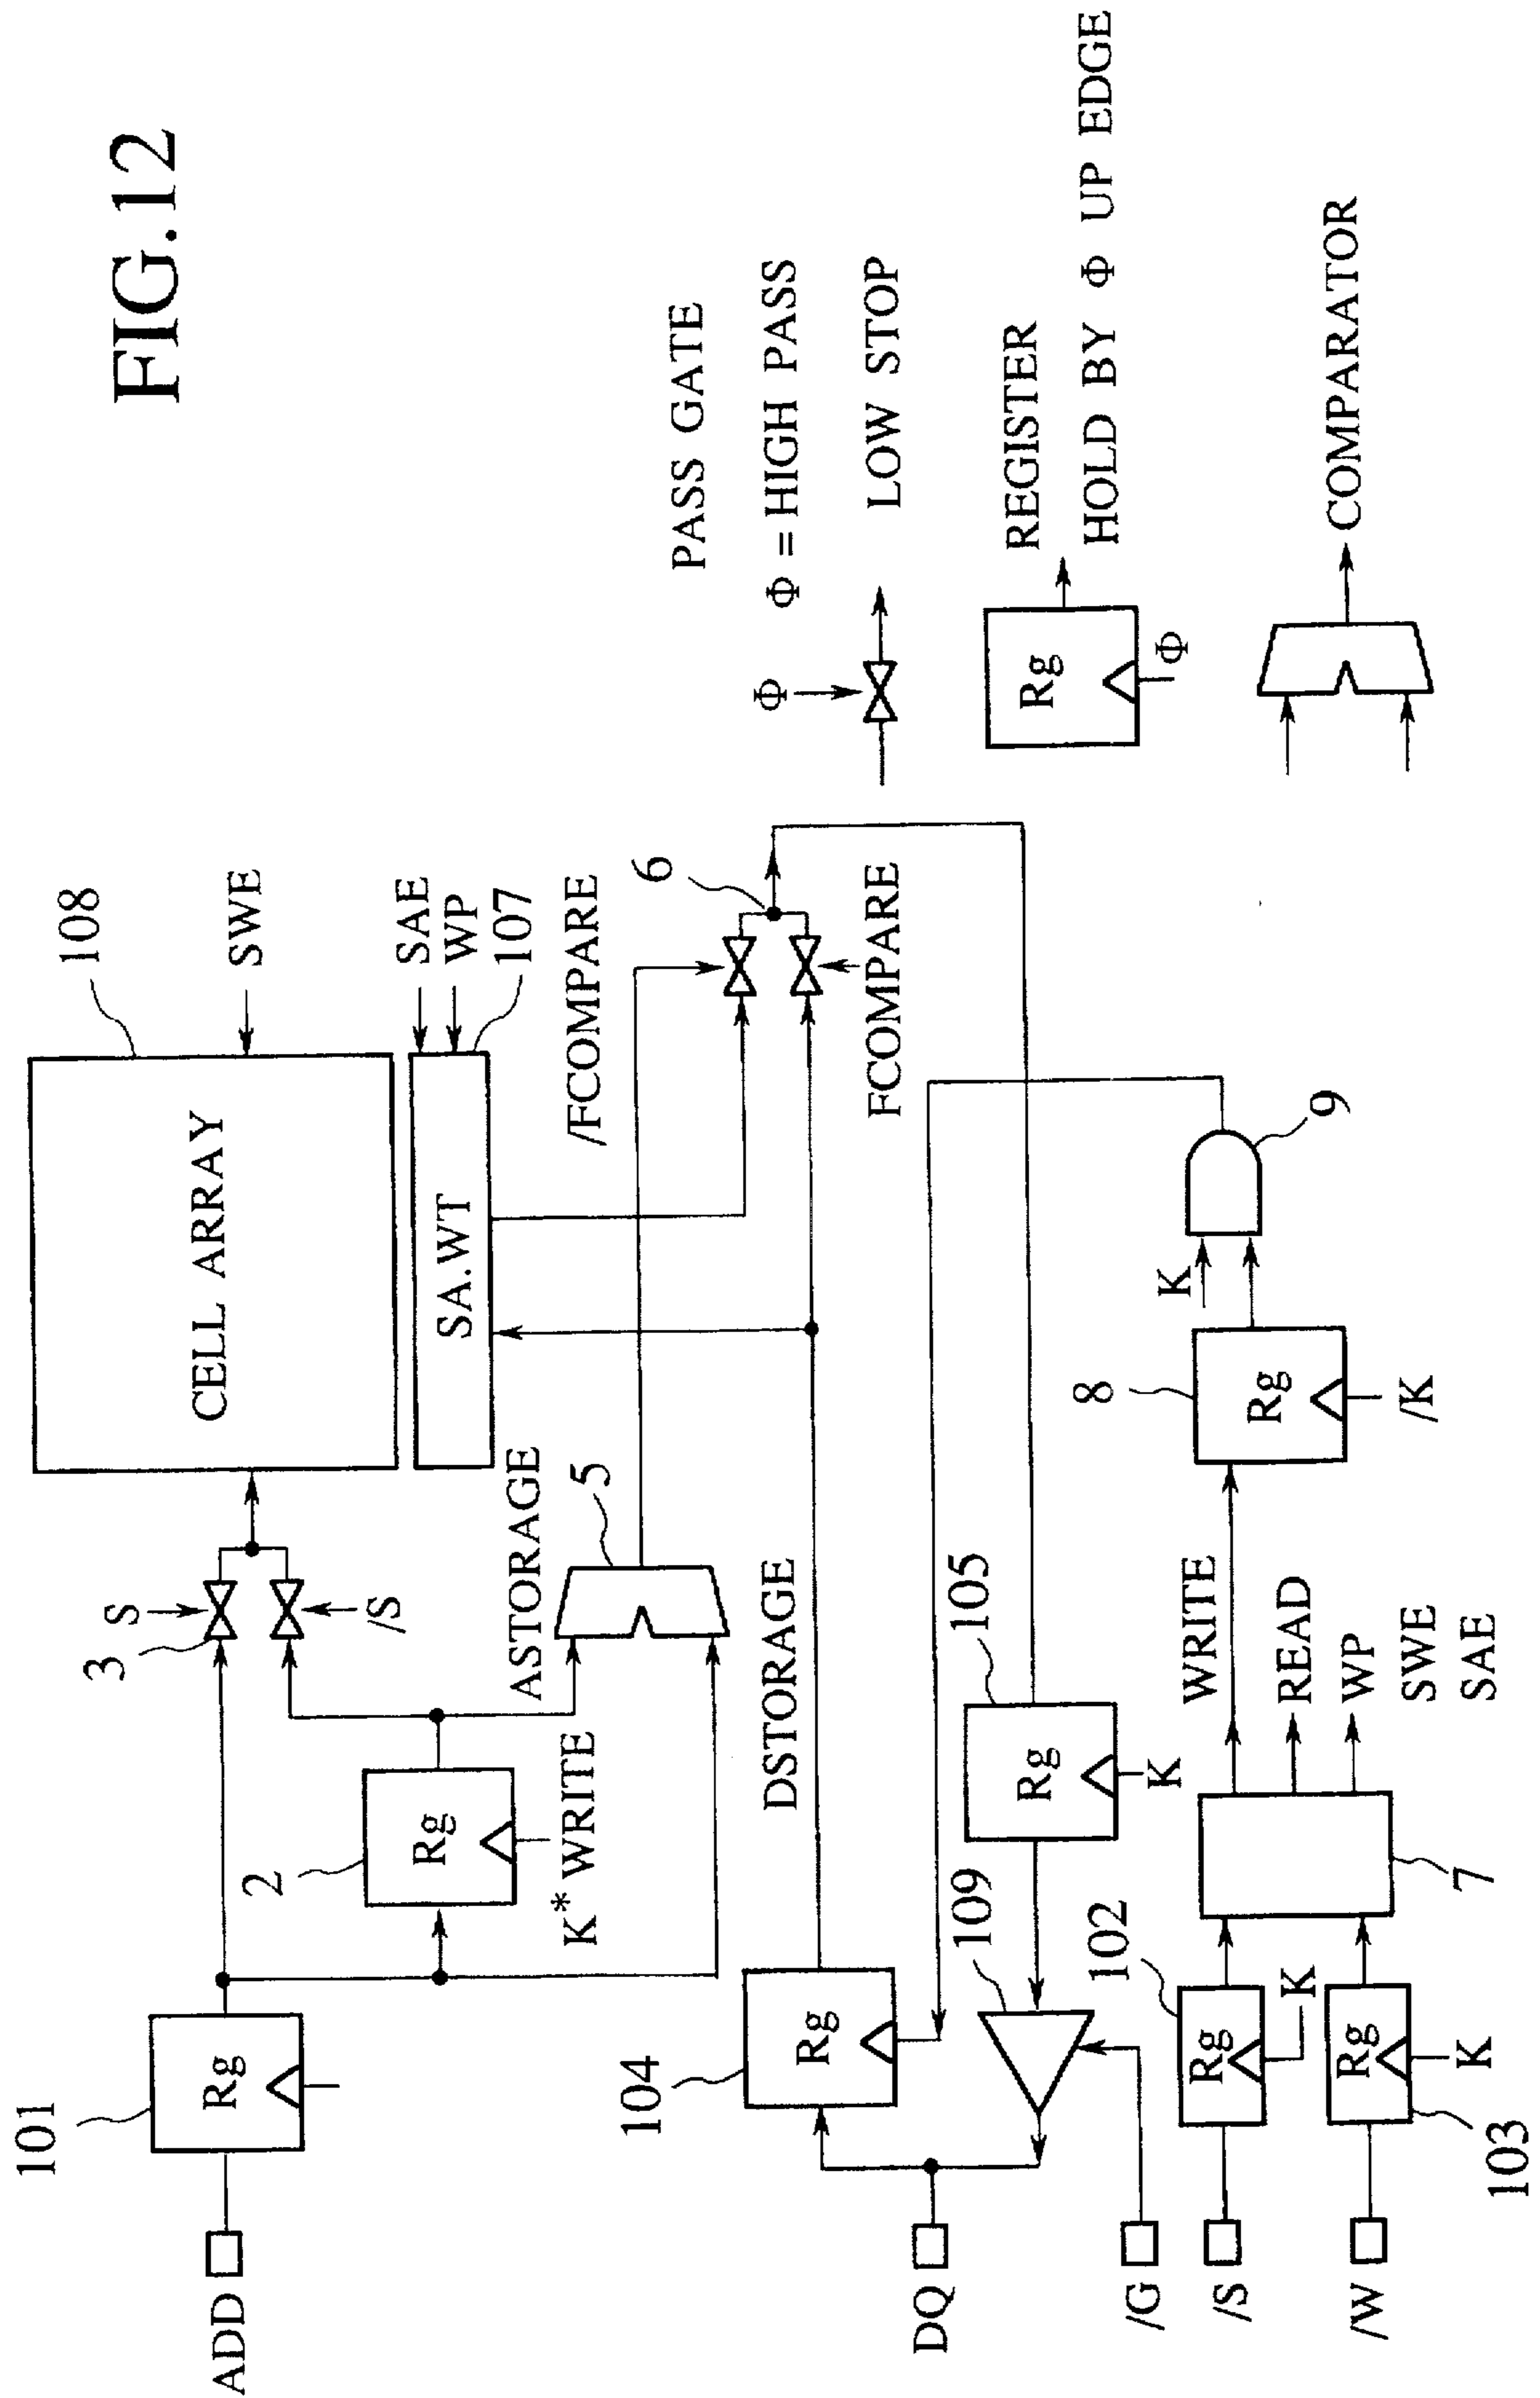 FIG.12
108
CELL ARRAY
SWE
SAE
WP
107
SA.WT
/FCOMPARE
6
FCOMPARE
3
S
/S
101
Rg
ADD
2
Rg
K* WRITE
ASTORAGE
5
DSTORAGE
104
Rg
DQ
109
105
Rg
K
/G
/S
/W
102
Rg
K
103
Rg
K
7
WRITE
READ
WP
SWE
SAE
8
Rg
/K
K
9
PASS GATE
Φ
Φ = HIGH PASS
LOW STOP
Rg
Φ
REGISTER
HOLD BY Φ UP EDGE
COMPARATOR